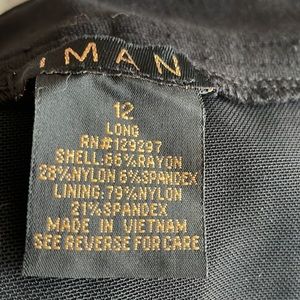 IMAN
12
LONG
RN#129297
SHELL:66%RAYON
28%NYLON 6%SPANDEX
LINING:79%NYLON
21%SPANDEX
MADE IN VIETNAM
SEE REVERSE FOR CARE